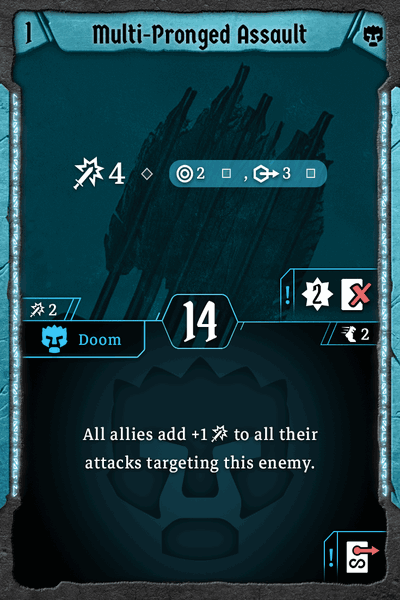 1 Multi-Pronged Assault
4 2 , 3
! 2
2
14
Doom
2
All allies add +1 to all their
attacks targeting this enemy.
!